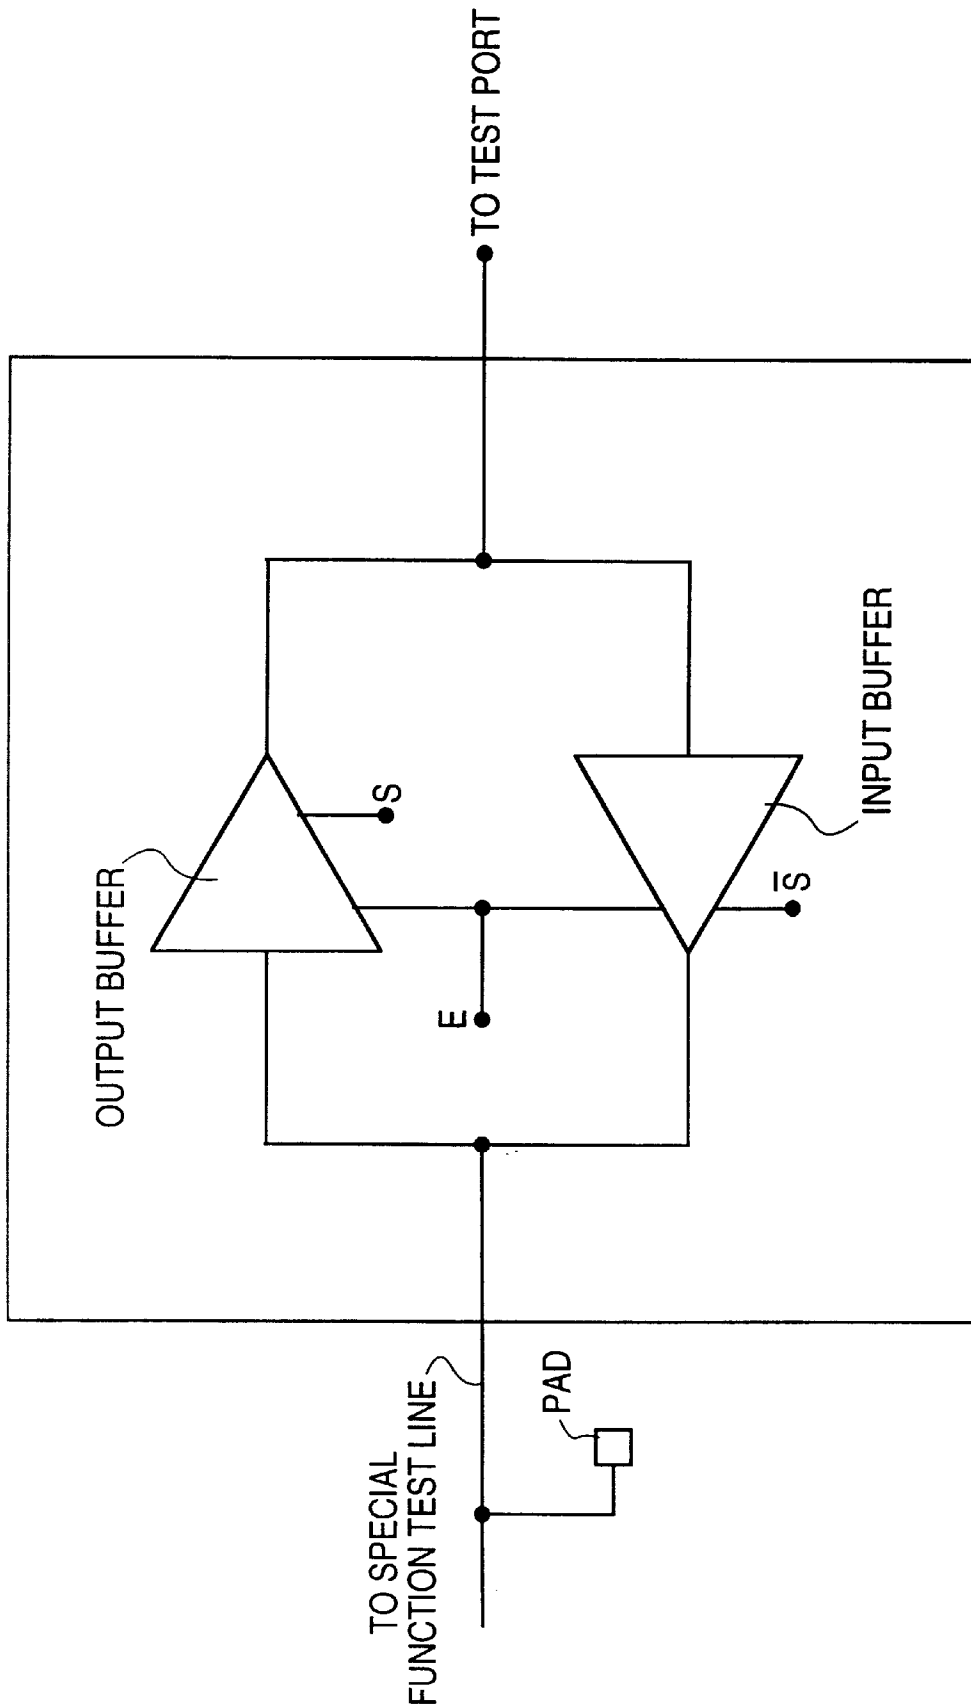 OUTPUT BUFFER
S
E
S̅
INPUT BUFFER
TO TEST PORT
TO SPECIAL
FUNCTION TEST LINE
PAD